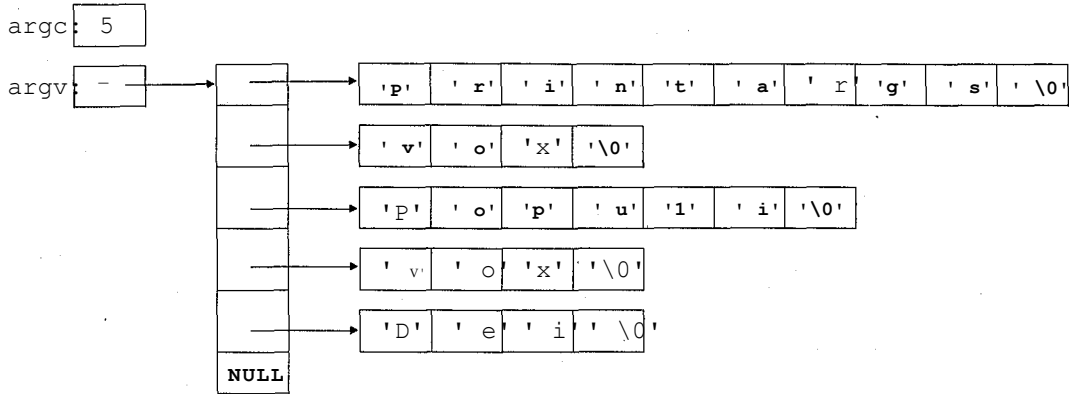 argc: 5
argv: -
'p' 'r' 'i' 'n' 't' 'a' 'r' 'g' 's' '\0'
'v' 'o' 'x' '\0'
'P' 'o' 'p' 'u' '1' 'i' '\0'
'v' 'o' 'x' '\0'
'D' 'e' 'i' '\0'
NULL